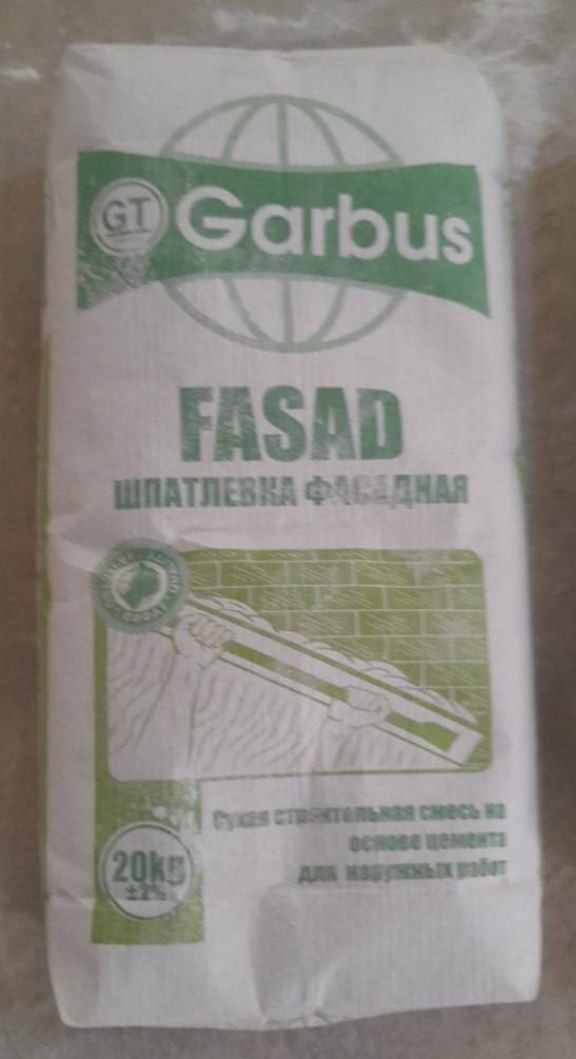 GT
Garbus
FASAD
ШПАТЛЕВКА ФАСАДНАЯ
Сухая строительная смесь на
основе цемента
для наружных работ
20kg
±2%